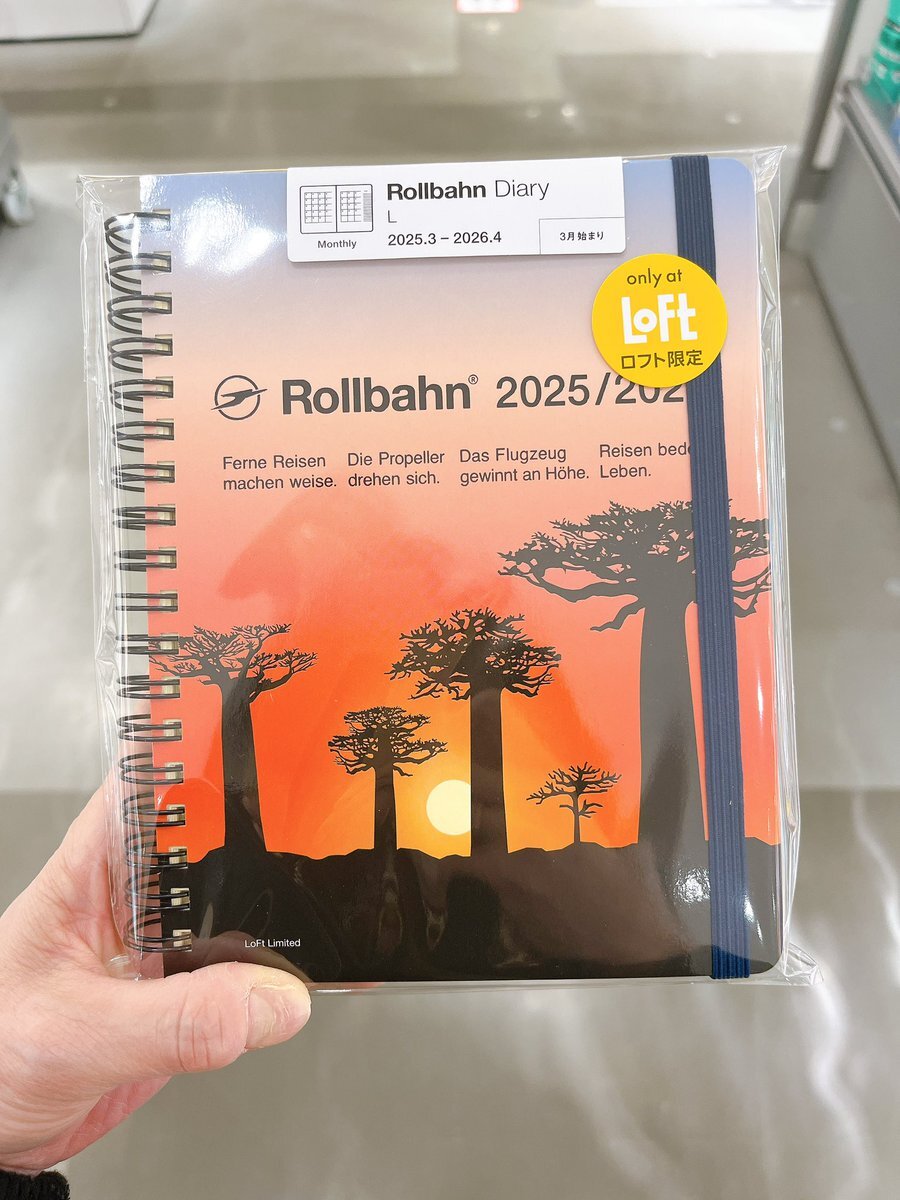 Rollbahn Diary
L
2025.3 – 2026.4
Monthly
3月始まり
only at
LoFt
ロフト限定
Rollbahn® 2025/202
Ferne Reisen
machen weise.
Die Propeller
drehen sich.
Das Flugzeug
gewinnt an Höhe.
Reisen
Leben.
LoFt Limited